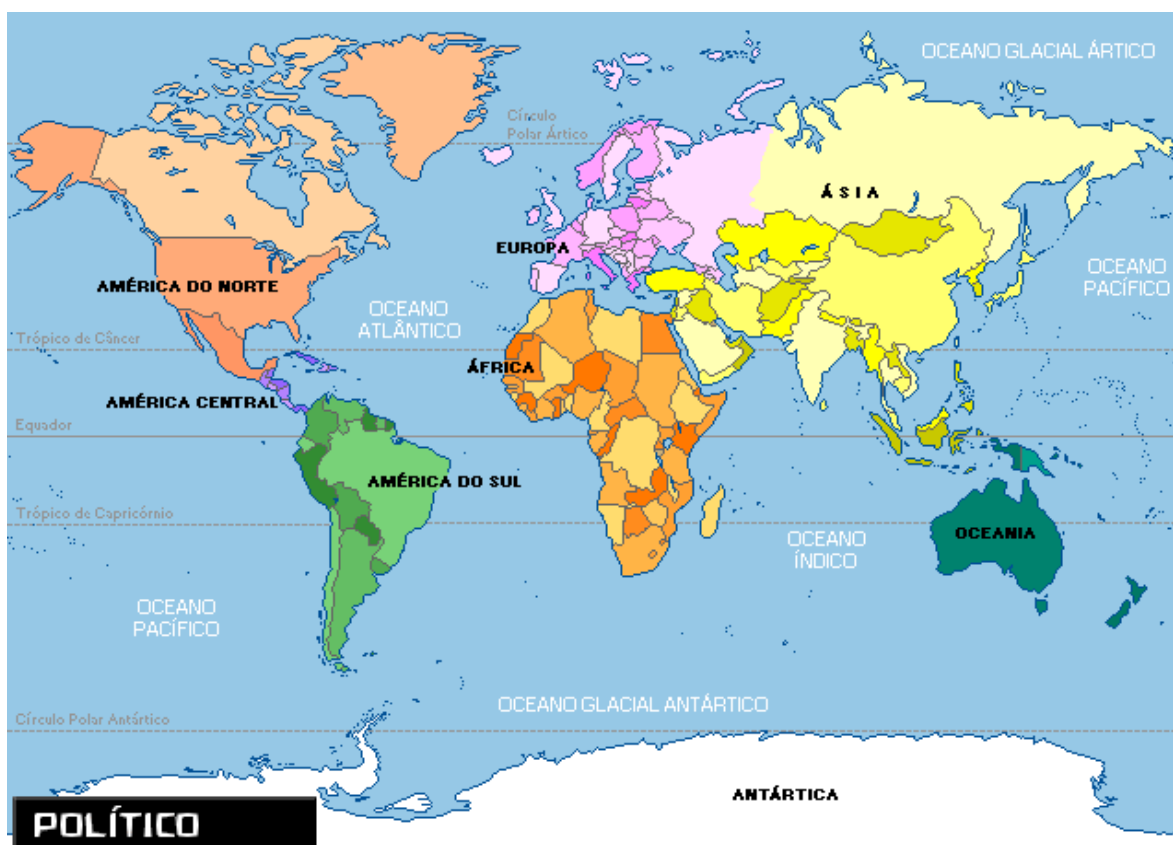 OCEANO GLACIAL ÁRTICO
Círculo
Polar Ártico
ÁSIA
EUROPA
OCEANO
PACÍFICO
AMÉRICA DO NORTE
OCEANO
ATLÂNTICO
Trópico de Câncer
ÁFRICA
AMÉRICA CENTRAL
Equador
AMÉRICA DO SUL
Trópico de Capricórnio
OCEANIA
OCEANO
ÍNDICO
OCEANO
PACÍFICO
OCEANO GLACIAL ANTÁRTICO
Círculo Polar Antártico
ANTÁRTICA
POLÍTICO